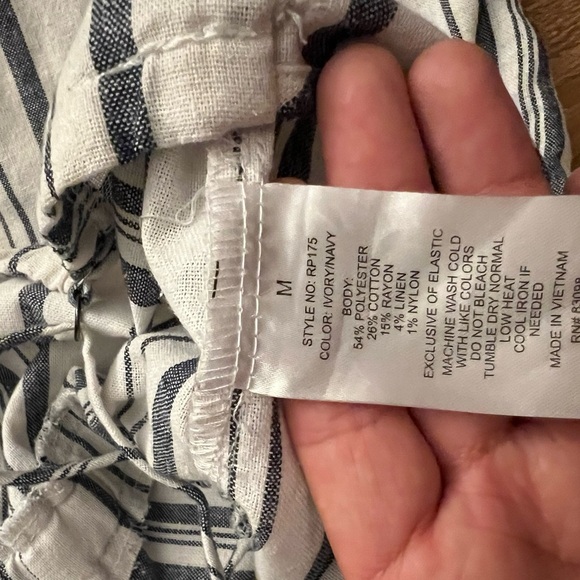 M
STYLE NO: RP175
COLOR: IVORY/NAVY
BODY:
54% POLYESTER
26% COTTON
15% RAYON
4% LINEN
1% NYLON
EXCLUSIVE OF ELASTIC
MACHINE WASH COLD
WITH LIKE COLORS
DO NOT BLEACH
TUMBLE DRY NORMAL
LOW HEAT
COOL IRON IF
NEEDED
MADE IN VIETNAM
RN#